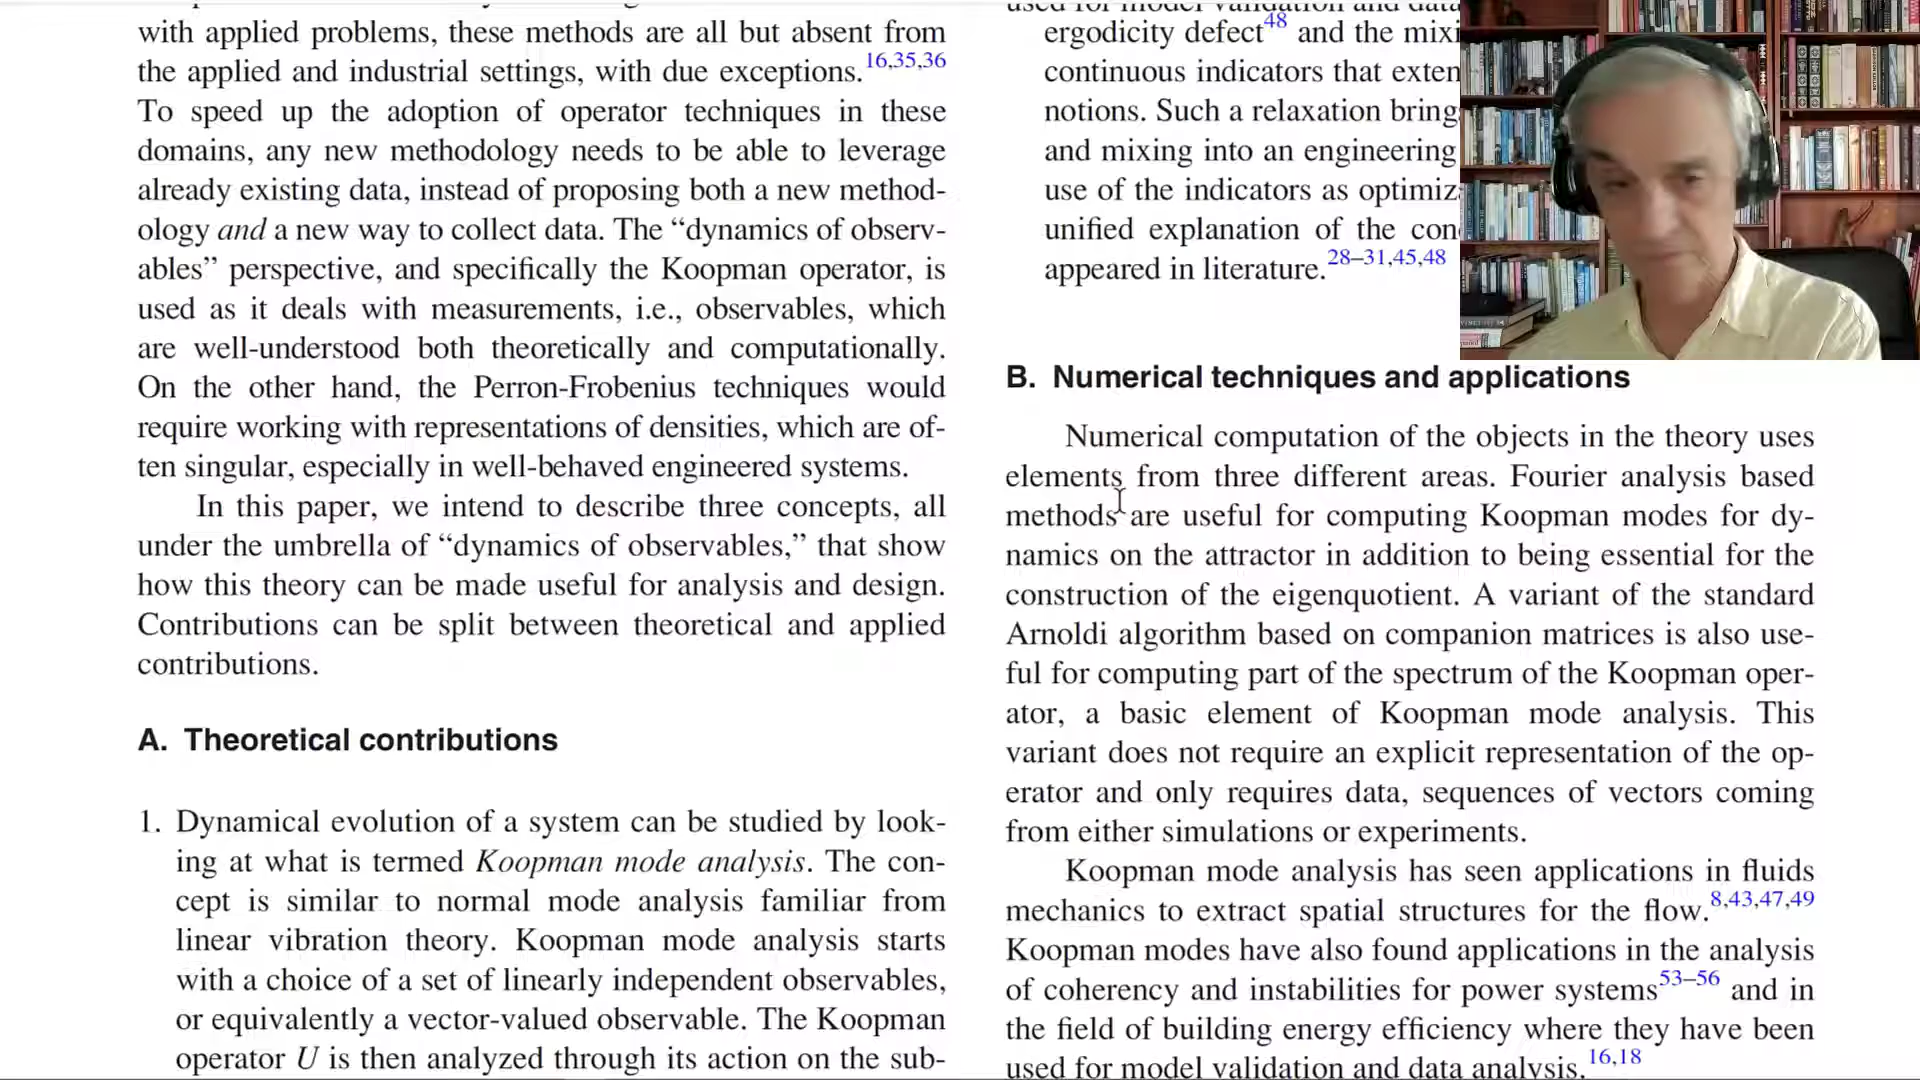 with applied problems, these methods are all but absent from
the applied and industrial settings, with due exceptions.16,35,36
To speed up the adoption of operator techniques in these
domains, any new methodology needs to be able to leverage
already existing data, instead of proposing both a new method-
ology and a new way to collect data. The “dynamics of observ-
ables” perspective, and specifically the Koopman operator, is
used as it deals with measurements, i.e., observables, which
are well-understood both theoretically and computationally.
On the other hand, the Perron-Frobenius techniques would
require working with representations of densities, which are of-
ten singular, especially in well-behaved engineered systems.
In this paper, we intend to describe three concepts, all
under the umbrella of “dynamics of observables,” that show
how this theory can be made useful for analysis and design.
Contributions can be split between theoretical and applied
contributions.
A. Theoretical contributions
1. Dynamical evolution of a system can be studied by look-
ing at what is termed Koopman mode analysis. The con-
cept is similar to normal mode analysis familiar from
linear vibration theory. Koopman mode analysis starts
with a choice of a set of linearly independent observables,
or equivalently a vector-valued observable. The Koopman
operator U is then analyzed through its action on the sub-
used for model validation and data
ergodicity defect48 and the mixi
continuous indicators that exten
notions. Such a relaxation bring
and mixing into an engineering
use of the indicators as optimiz
unified explanation of the con
appeared in literature.28–31,45,48
B. Numerical techniques and applications
Numerical computation of the objects in the theory uses
elements from three different areas. Fourier analysis based
methods are useful for computing Koopman modes for dy-
namics on the attractor in addition to being essential for the
construction of the eigenquotient. A variant of the standard
Arnoldi algorithm based on companion matrices is also use-
ful for computing part of the spectrum of the Koopman oper-
ator, a basic element of Koopman mode analysis. This
variant does not require an explicit representation of the op-
erator and only requires data, sequences of vectors coming
from either simulations or experiments.
Koopman mode analysis has seen applications in fluids
mechanics to extract spatial structures for the flow.8,43,47,49
Koopman modes have also found applications in the analysis
of coherency and instabilities for power systems53–56 and in
the field of building energy efficiency where they have been
used for model validation and data analysis.16,18